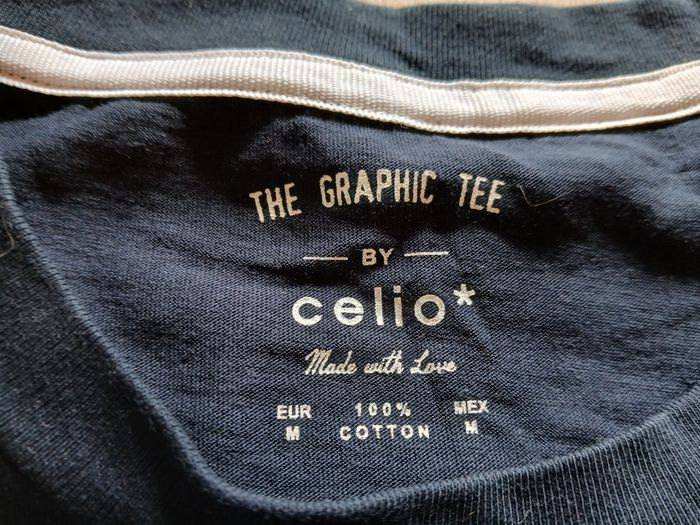 THE GRAPHIC TEE
BY
celio*
Made with Love
EUR 100% MEX
M COTTON M